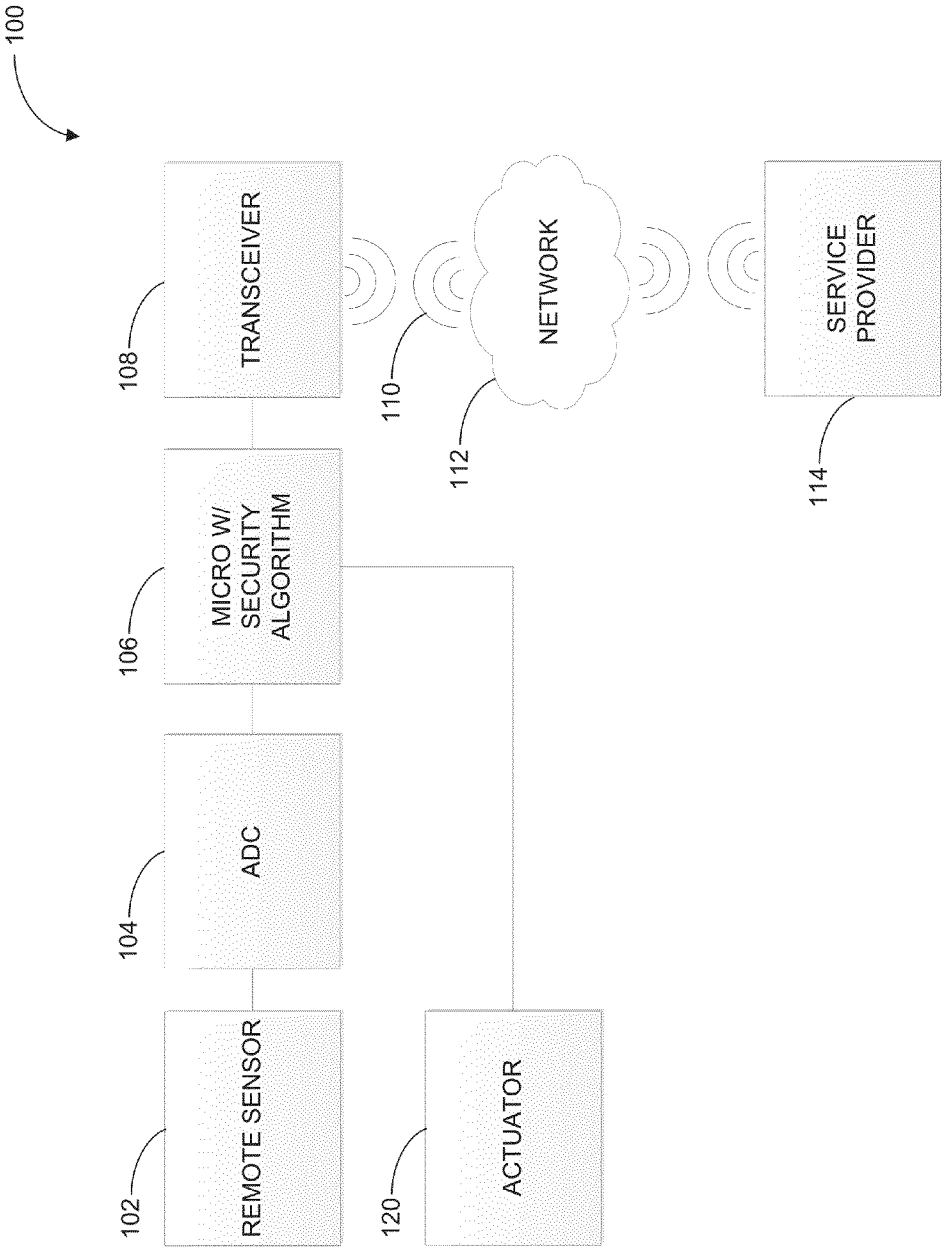 100
102
REMOTE SENSOR
104
ADC
106
MICRO W/
SECURITY
ALGORITHM
108
TRANSCEIVER
120
ACTUATOR
110
112
NETWORK
114
SERVICE
PROVIDER